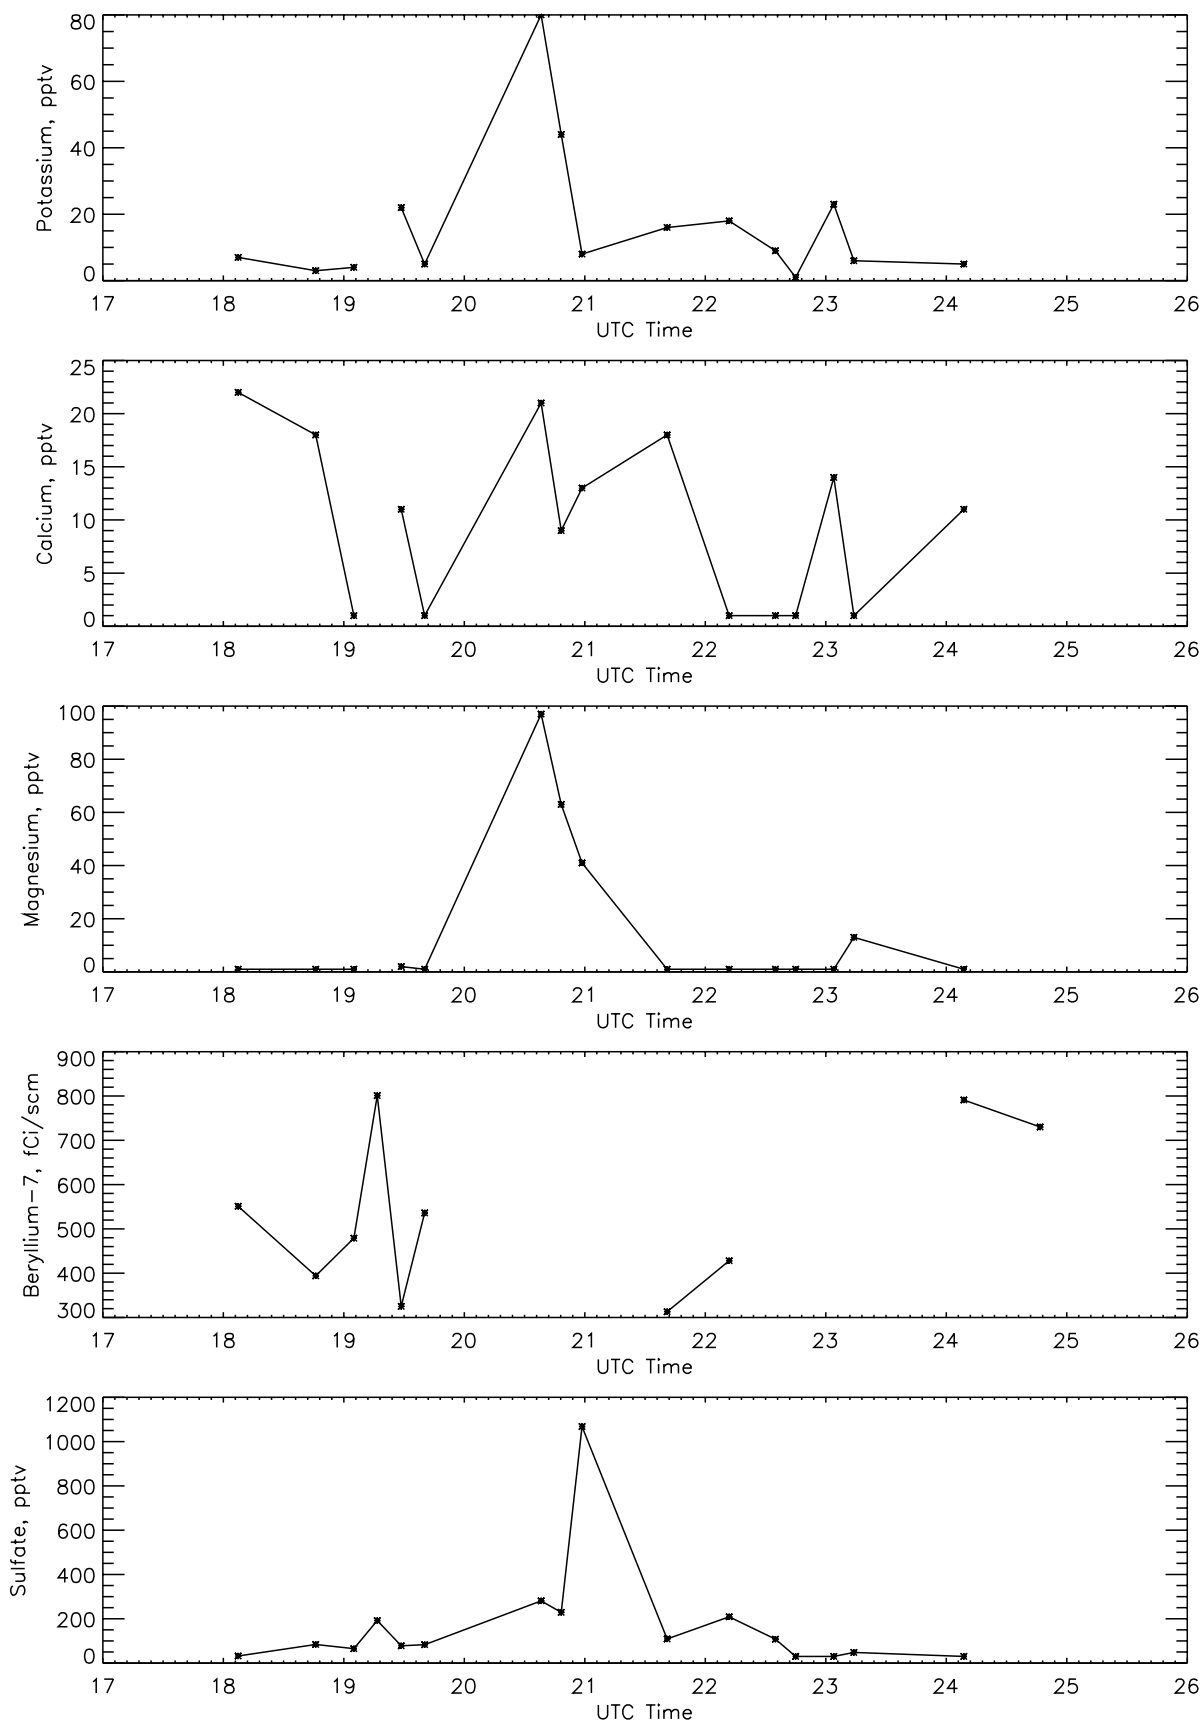 80
60
40
20
0
Potassium, pptv
17 18 19 20 21 22 23 24 25 26
UTC Time
25
20
15
10
5
0
Calcium, pptv
17 18 19 20 21 22 23 24 25 26
UTC Time
100
80
60
40
20
0
Magnesium, pptv
17 18 19 20 21 22 23 24 25 26
UTC Time
900
800
700
600
500
400
300
Beryllium-7, fCi/scm
17 18 19 20 21 22 23 24 25 26
UTC Time
1200
1000
800
600
400
200
0
Sulfate, pptv
17 18 19 20 21 22 23 24 25 26
UTC Time